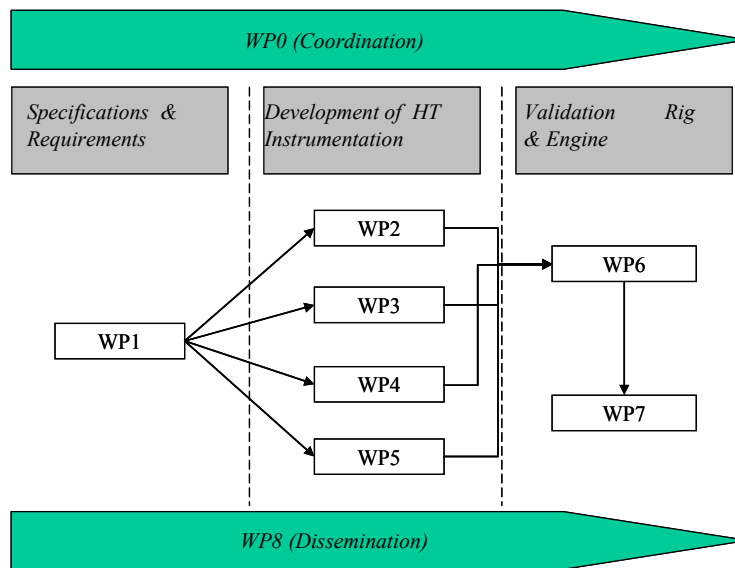 WP0 (Coordination)
Specifications &
Requirements
Development of HT
Instrumentation
Validation Rig
& Engine
WP2
WP6
WP3
WP1
WP4
WP7
WP5
WP8 (Dissemination)